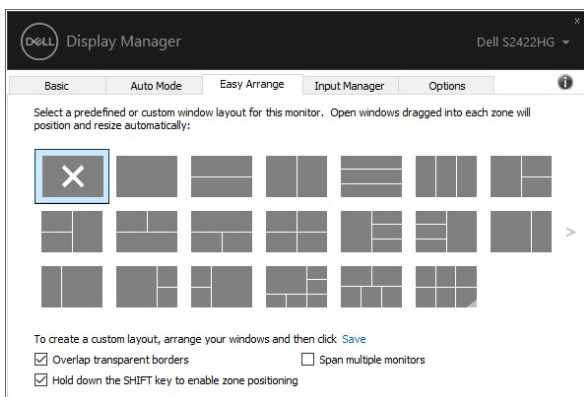 DELL Display Manager
Dell S2422HG
Basic Auto Mode Easy Arrange Input Manager Options
Select a predefined or custom window layout for this monitor. Open windows dragged into each zone will
position and resize automatically:
To create a custom layout, arrange your windows and then click Save
Overlap transparent borders Span multiple monitors
Hold down the SHIFT key to enable zone positioning